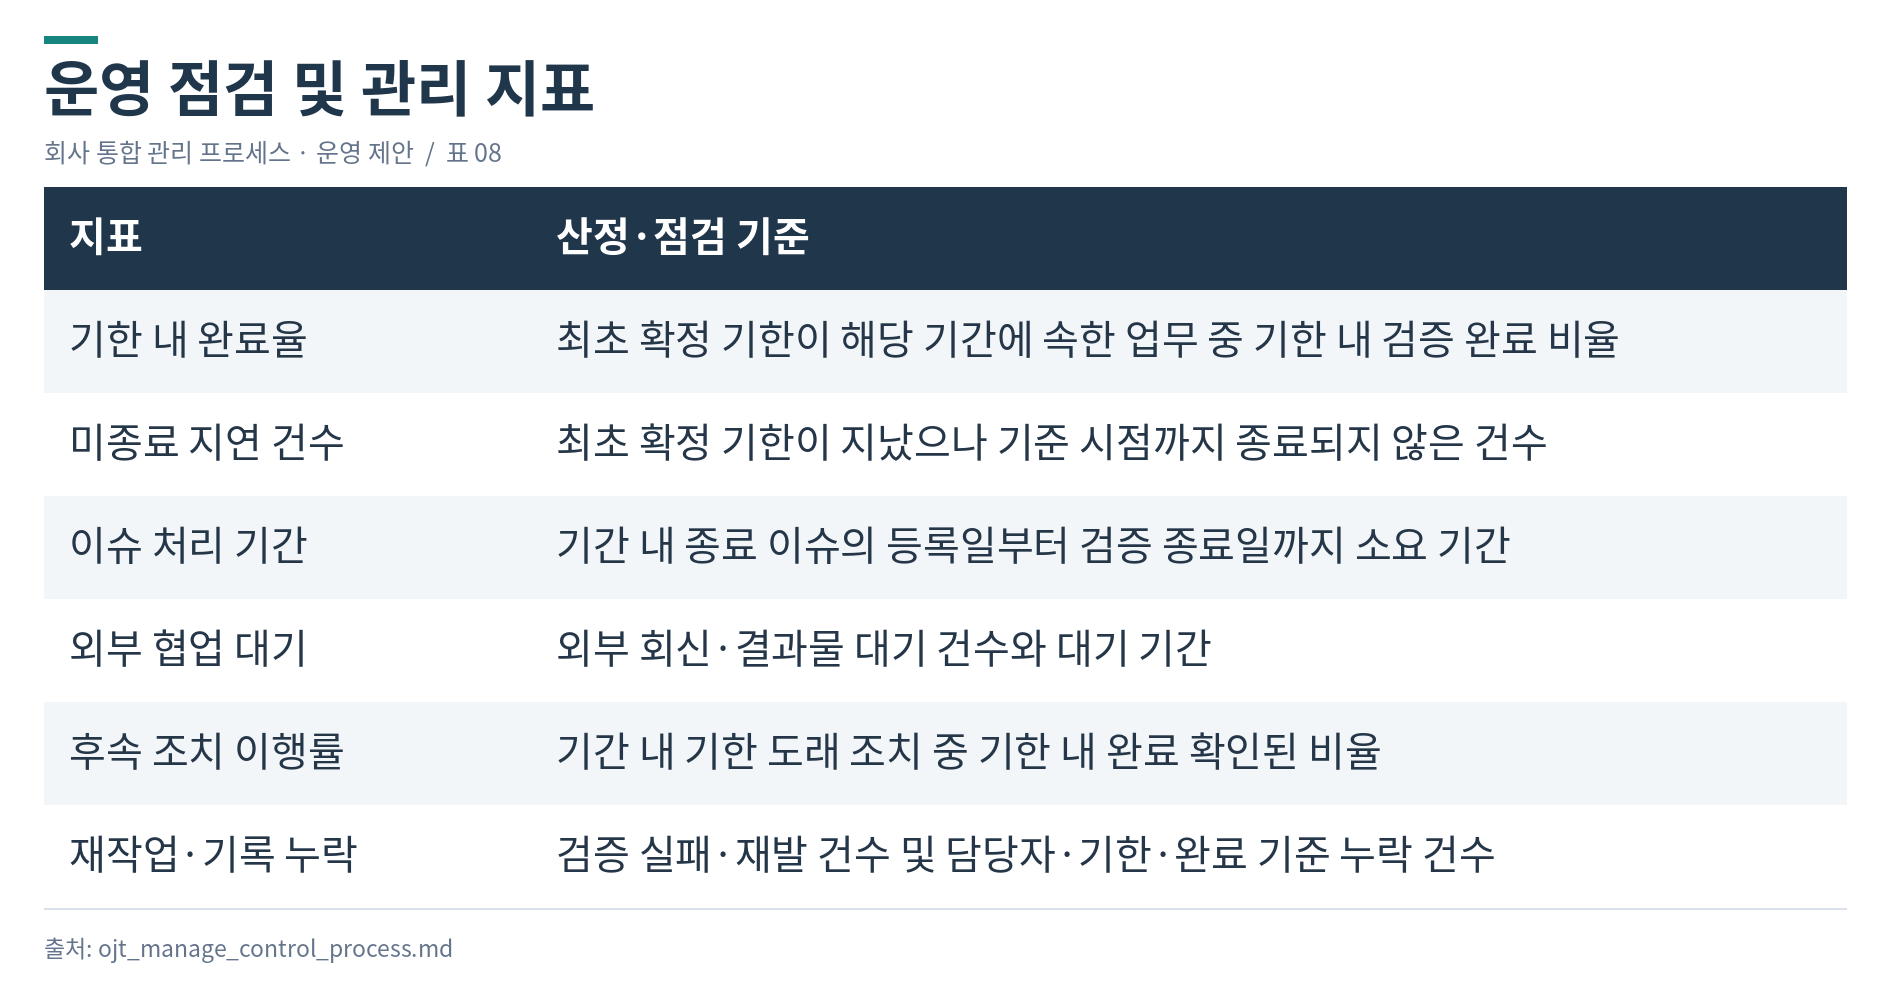 운영 점검 및 관리 지표
회사 통합 관리 프로세스 · 운영 제안 / 표 08
지표 산정·점검 기준
기한 내 완료율 최초 확정 기한이 해당 기간에 속한 업무 중 기한 내 검증 완료 비율
미종료 지연 건수 최초 확정 기한이 지났으나 기준 시점까지 종료되지 않은 건수
이슈 처리 기간 기간 내 종료 이슈의 등록일부터 검증 종료일까지 소요 기간
외부 협업 대기 외부 회신·결과물 대기 건수와 대기 기간
후속 조치 이행률 기간 내 기한 도래 조치 중 기한 내 완료 확인된 비율
재작업·기록 누락 검증 실패·재발 건수 및 담당자·기한·완료 기준 누락 건수
출처: ojt_manage_control_process.md